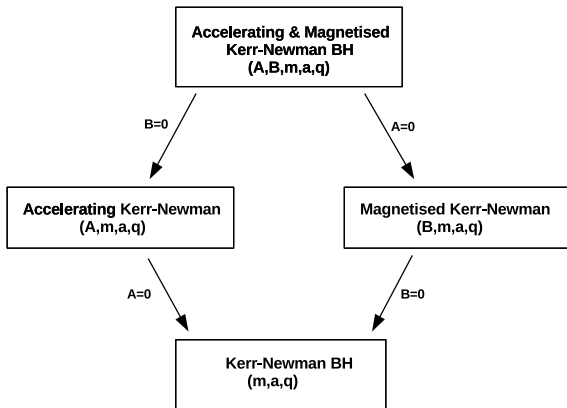 Accelerating & Magnetised
Kerr-Newman BH
(A,B,m,a,q)
B=0
A=0
Accelerating Kerr-Newman
(A,m,a,q)
Magnetised Kerr-Newman
(B,m,a,q)
A=0
B=0
Kerr-Newman BH
(m,a,q)